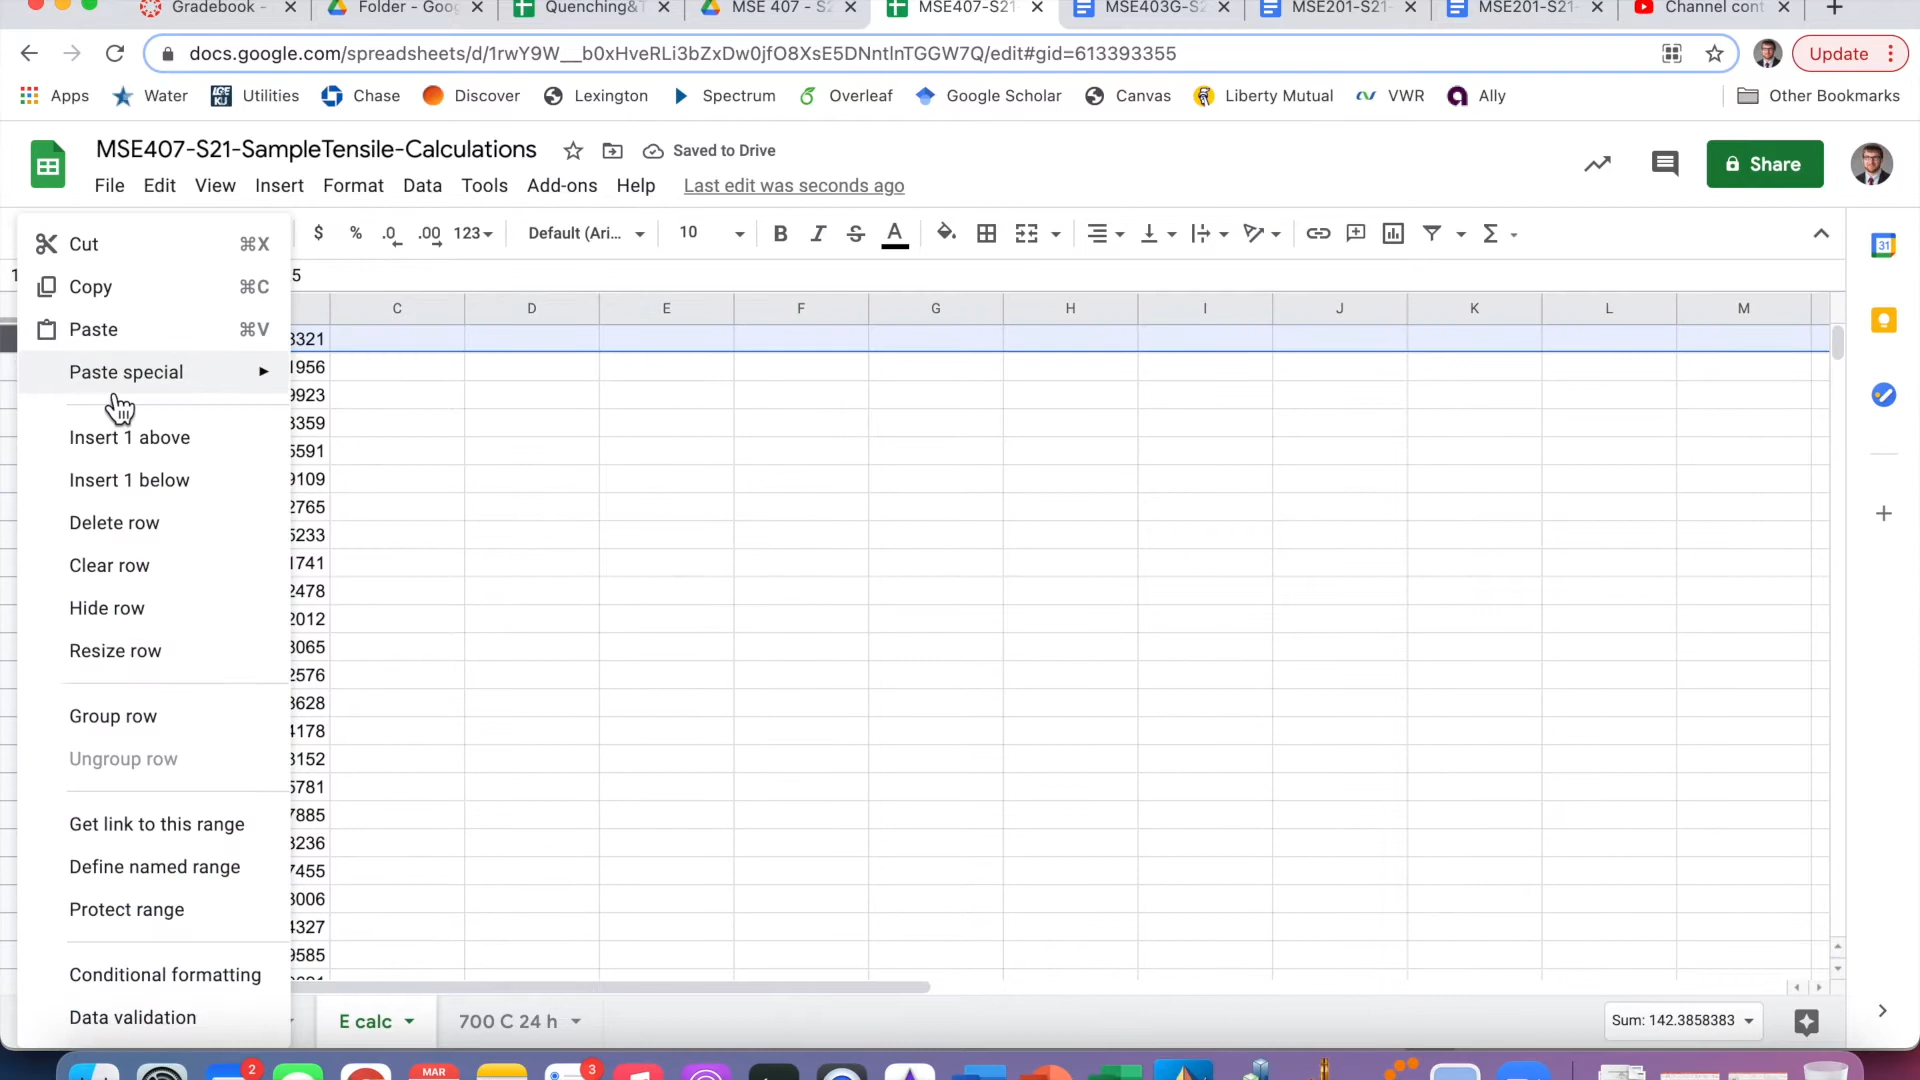 Gradebook - × Folder - Goo × Quenching&T × MSE 407 - S2 × MSE407-S21 × MSE403G-S2 × MSE201-S21- × MSE201-S21- × Channel cont × +
docs.google.com/spreadsheets/d/1rwY9W__b0xHveRLi3bZxDw0jfO8XsE5DNntlnTGGW7Q/edit#gid=613393355 Update
Apps Water Utilities Chase Discover Lexington Spectrum Overleaf Google Scholar Canvas Liberty Mutual VWR Ally Other Bookmarks
MSE407-S21-SampleTensile-Calculations Saved to Drive
File Edit View Insert Format Data Tools Add-ons Help Last edit was seconds ago Share
$ % .0 .00 123 Default (Ari... 10 B I S A Σ 31
1 5
C D E F G H I J K L M
Cut ⌘X
Copy ⌘C
Paste ⌘V
Paste special
Insert 1 above
Insert 1 below
Delete row
Clear row
Hide row
Resize row
Group row
Ungroup row
Get link to this range
Define named range
Protect range
Conditional formatting
Data validation
3321
1956
9923
3359
5591
9109
2765
5233
1741
2478
2012
3065
2576
3628
4178
3152
5781
7885
3236
7455
3006
4327
9585
E calc 700 C 24 h Sum: 142.3858383
2 MAR 3